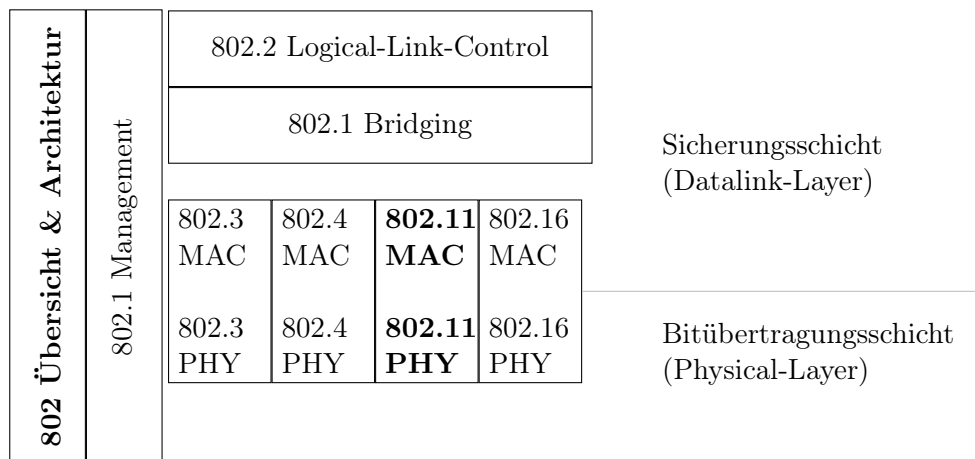 802 Übersicht & Architektur
802.1 Management
802.2 Logical-Link-Control
802.1 Bridging
802.3 802.4 802.11 802.16
MAC MAC MAC MAC
802.3 802.4 802.11 802.16
PHY PHY PHY PHY
Sicherungsschicht
(Datalink-Layer)
Bitübertragungsschicht
(Physical-Layer)